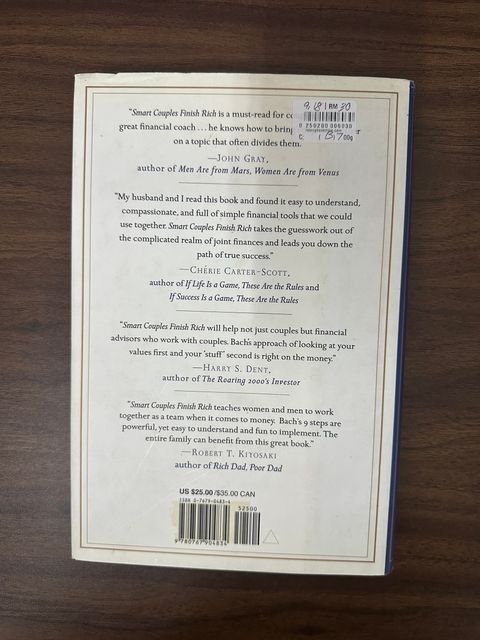 "Smart Couples Finish Rich is a must-read for
great financial coach . . . he knows how to bring
on a topic that often divides them.
—JOHN GRAY,
author of Men Are from Mars, Women Are from Venus
"My husband and I read this book and found it easy to understand,
compassionate, and full of simple financial tools that we could
use together. Smart Couples Finish Rich takes the guesswork out of
the complicated realm of joint finances and leads you down the
path of true success."
—CHÉRIE CARTER-SCOTT,
author of If Life Is a Game, These Are the Rules and
If Success Is a Game, These Are the Rules
"Smart Couples Finish Rich will help not just couples but financial
advisors who work with couples. Bach's approach of looking at your
values first and your 'stuff' second is right on the money."
—HARRY S. DENT,
author of The Roaring 2000's Investor
"Smart Couples Finish Rich teaches women and men to work
together as a team when it comes to money. Bach's 9 steps are
powerful, yet easy to understand and fun to implement. The
entire family can benefit from this great book."
—ROBERT T. KIYOSAKI
author of Rich Dad, Poor Dad
US $25.00 /$35.00 CAN
ISBN 0-7679-0483-4
52500
9 780767 904834
RM 30